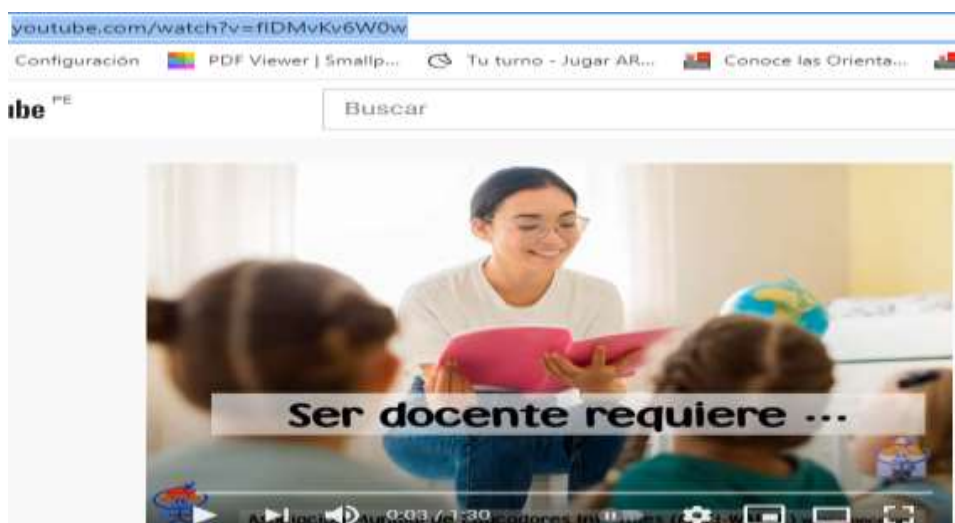 youtube.com/watch?v=fIDMvKv6W0w
Configuración PDF Viewer | Smallp... Tu turno - Jugar AR... Conoce las Orienta...
ube PE
Buscar
Ser docente requiere ...
0:03 / 1:30